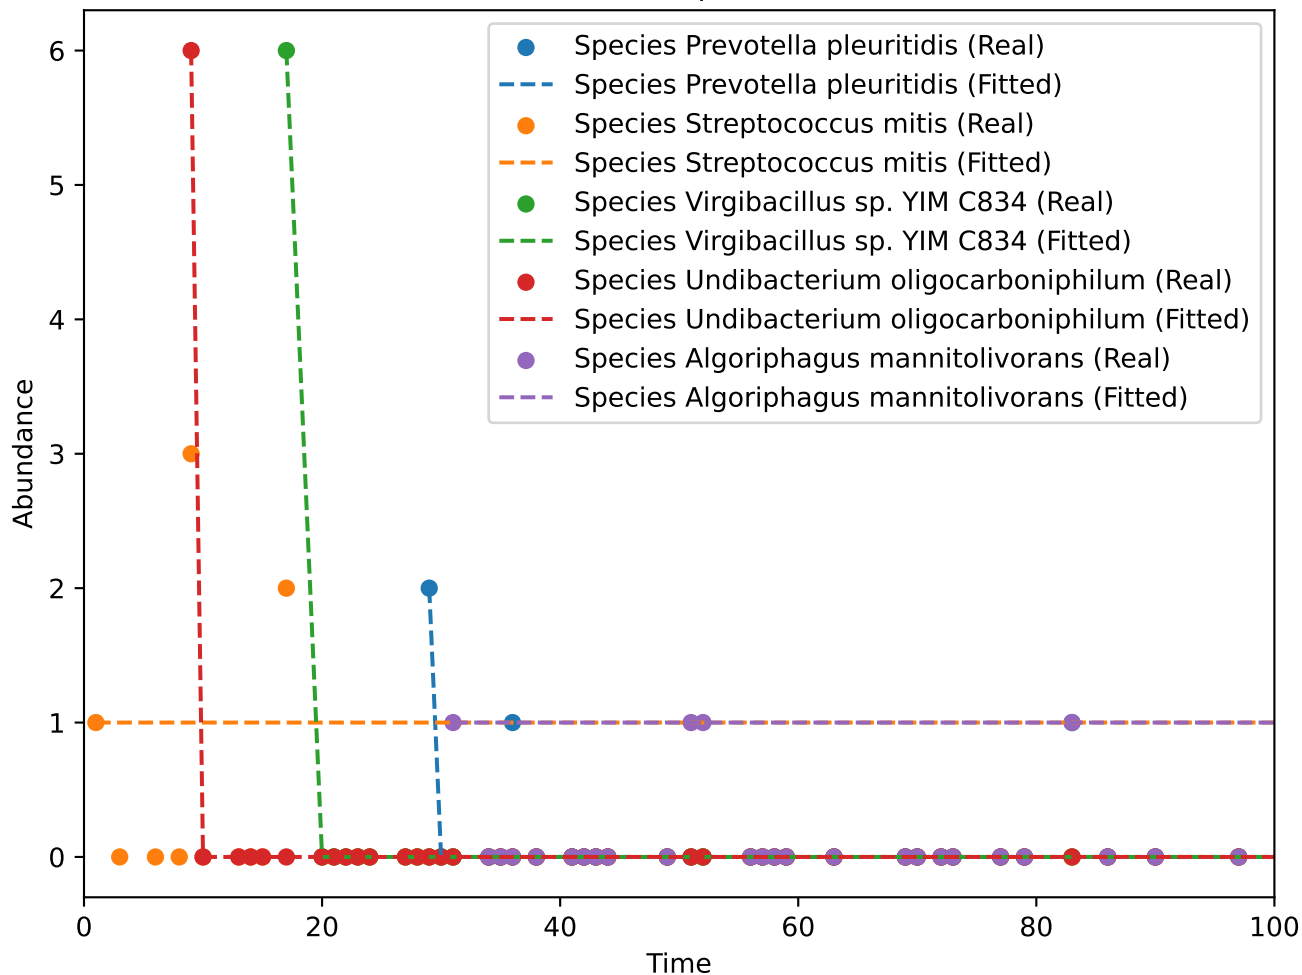 6
5
4
3
2
1
0
Abundance
0 20 40 60 80 100
Time
Species Prevotella pleuritidis (Real)
Species Prevotella pleuritidis (Fitted)
Species Streptococcus mitis (Real)
Species Streptococcus mitis (Fitted)
Species Virgibacillus sp. YIM C834 (Real)
Species Virgibacillus sp. YIM C834 (Fitted)
Species Undibacterium oligocarboniphilum (Real)
Species Undibacterium oligocarboniphilum (Fitted)
Species Algoriphagus mannitolivorans (Real)
Species Algoriphagus mannitolivorans (Fitted)